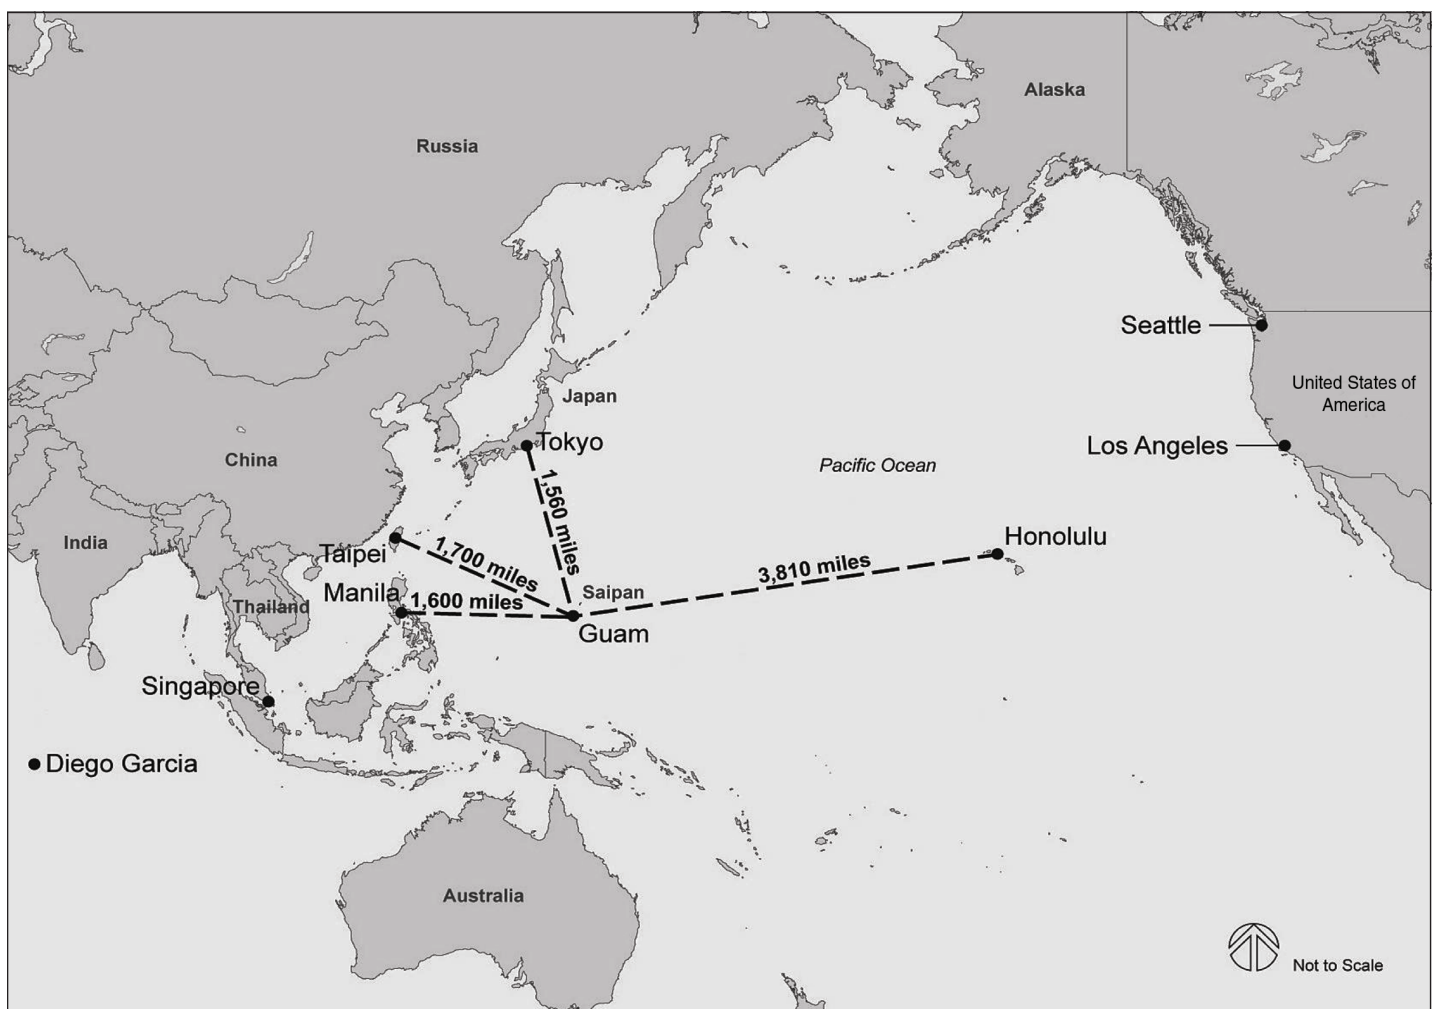 Alaska
Russia
Seattle
United States of
America
Japan
Tokyo
Los Angeles
China
Pacific Ocean
1,560 miles
India
Honolulu
Taipei
1,700 miles
3,810 miles
Manila
1,600 miles
Saipan
Thailand
Guam
Singapore
Diego Garcia
Australia
Not to Scale